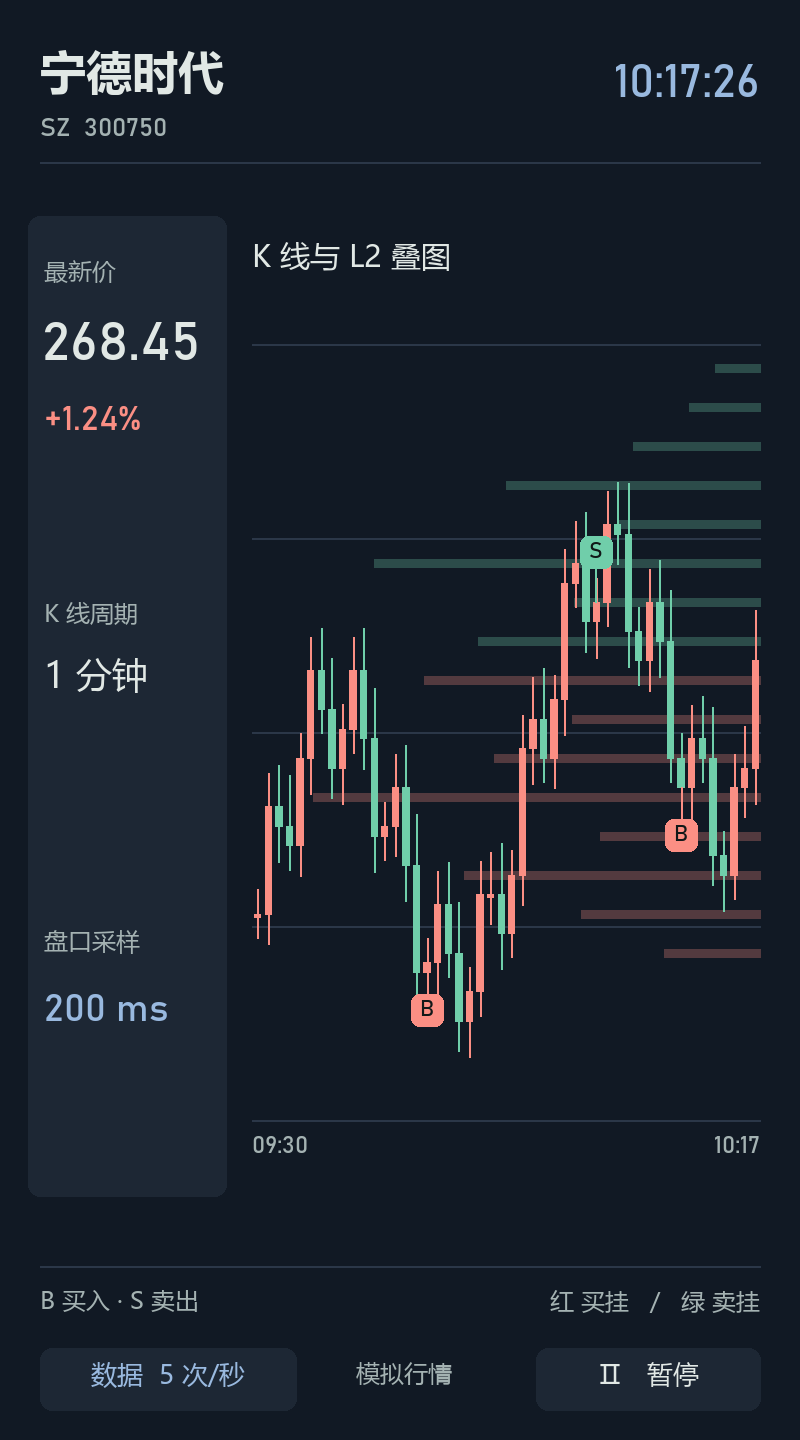 宁德时代
10:17:26
SZ 300750
最新价
268.45
+1.24%
K 线周期
1 分钟
盘口采样
200 ms
K 线与 L2 叠图
S
B
B
09:30
10:17
B 买入 · S 卖出
红 买挂 / 绿 卖挂
数据 5 次/秒
模拟行情
II 暂停